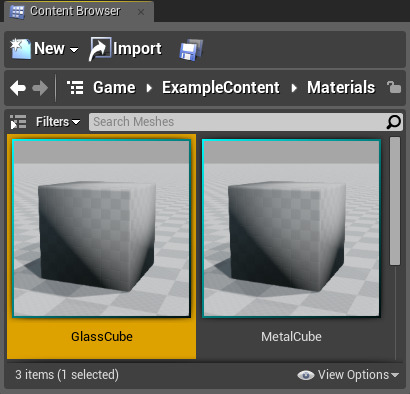 Content Browser
New Import
Game ExampleContent Materials
Filters Search Meshes
GlassCube MetalCube
3 items (1 selected) View Options